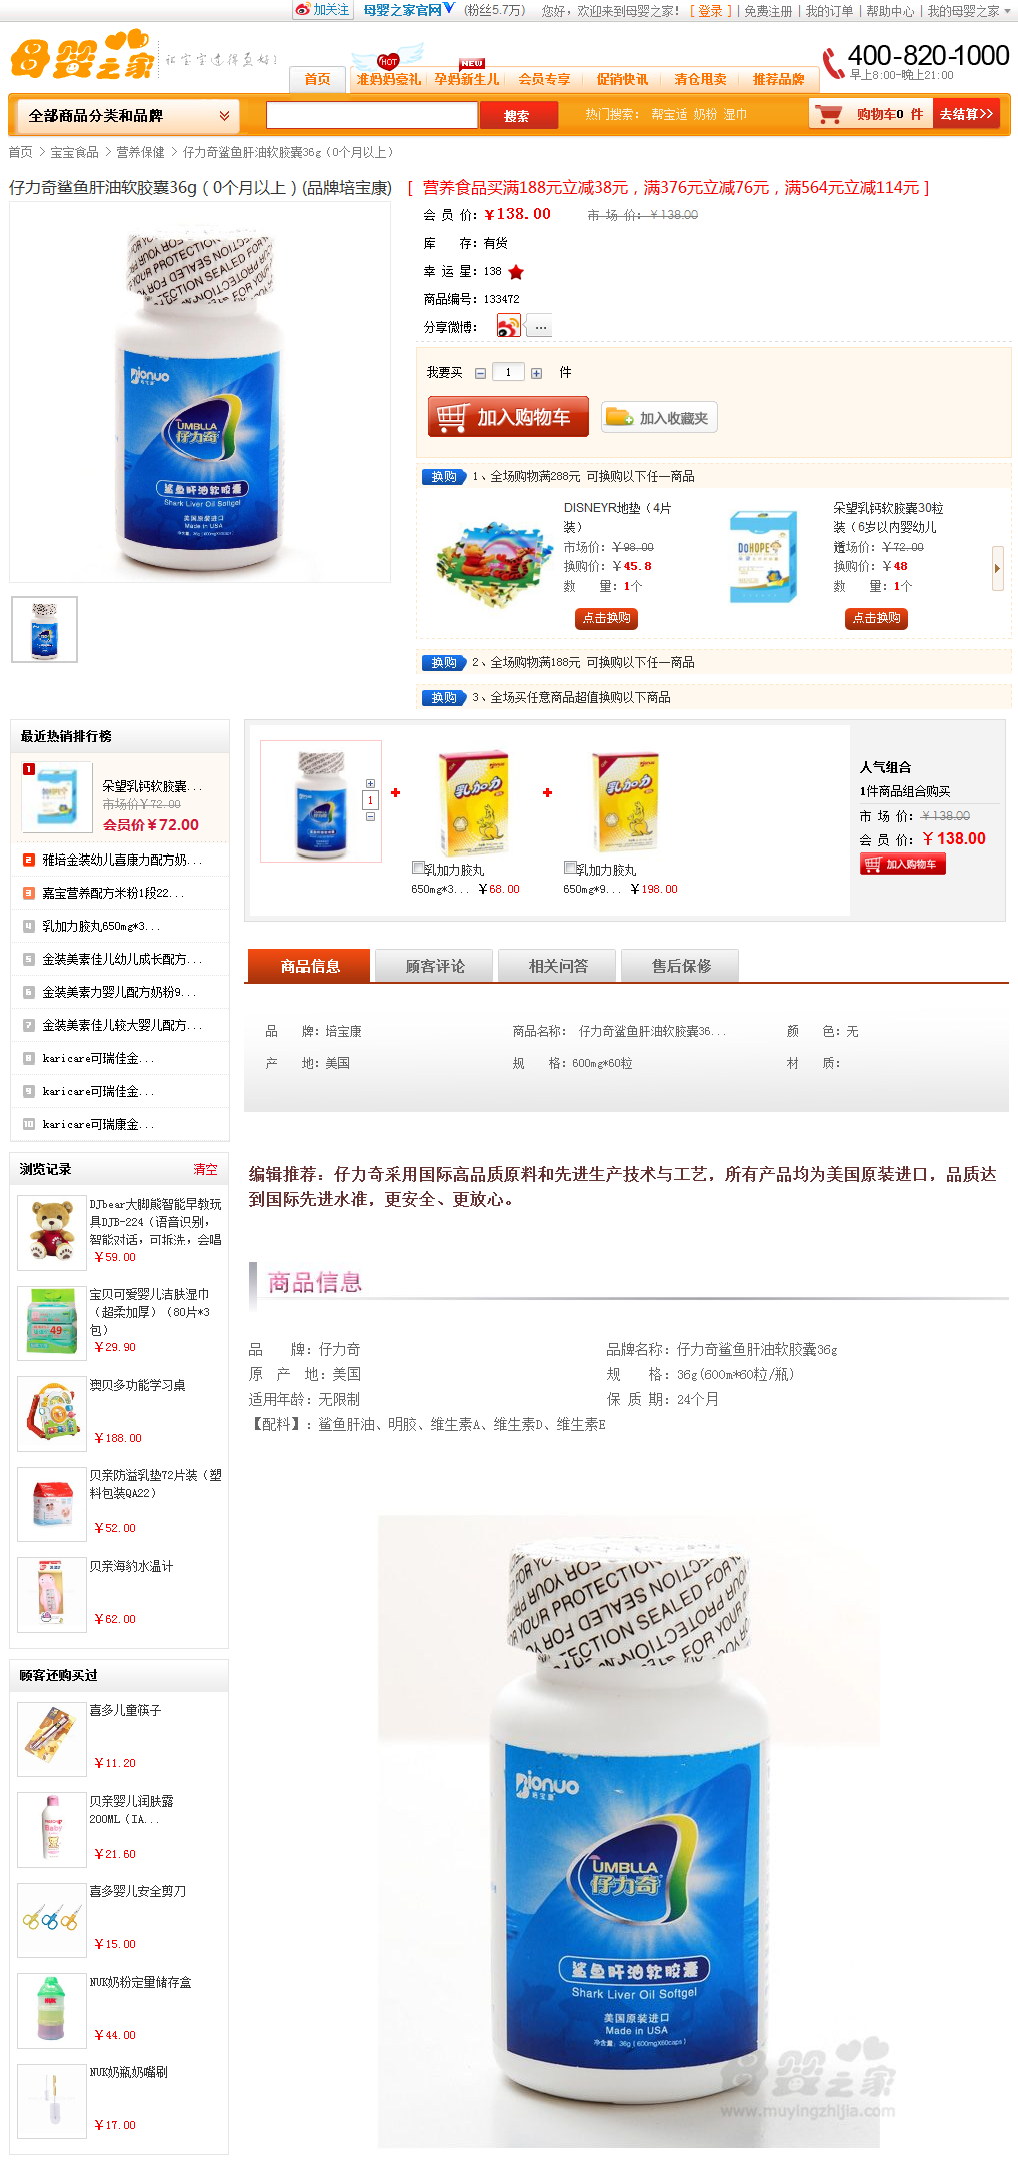 加关注 母婴之家官网 (粉丝5.7万) 您好，欢迎来到母婴之家！ [ 登录 ] | 免费注册 | 我的订单 | 帮助中心 | 我的母婴之家
母婴之家
400-820-1000
早上8:00-晚上21:00
HOT NEW
首页 准妈妈豪礼 孕妈新生儿 会员专享 促销快讯 清仓甩卖 推荐品牌
全部商品分类和品牌 搜索 热门搜索： 帮宝适 奶粉 湿巾 购物车0 件 去结算>>
首页 > 宝宝食品 > 营养保健 > 仔力奇鲨鱼肝油软胶囊36g（0个月以上）
仔力奇鲨鱼肝油软胶囊36g（0个月以上）(品牌培宝康) [ 营养食品买满188元立减38元，满376元立减76元，满564元立减114元 ]
会 员 价：￥138.00 市 场 价：￥138.00
库 存：有货
幸 运 星：138
商品编号：133472
分享微博： ...
我要买 1 件
加入购物车 加入收藏夹
换购 1、全场购物满288元 可换购以下任一商品
DISNEYR地垫（4片装）
市场价：￥98.00
换购价：￥45.8
数 量：1个
点击换购
朵望乳钙软胶囊30粒装（6岁以内婴幼儿
市场价：￥72.00
换购价：￥48
数 量：1个
点击换购
换购 2、全场购物满188元 可换购以下任一商品
换购 3、全场买任意商品超值换购以下商品
Bionuo
培宝康
UMBLLA
仔力奇
鲨鱼肝油软胶囊
Shark Liver Oil Softgel
美国原装进口
Made in USA
净含量：36g（600mgX60caps）
最近热销排行榜
1 朵望乳钙软胶囊...
市场价￥72.00
会员价￥72.00
2 雅培金装幼儿喜康力配方奶...
3 嘉宝营养配方米粉1段22...
4 乳加力胶丸650mg*3...
5 金装美素佳儿幼儿成长配方...
6 金装美素力婴儿配方奶粉9...
7 金装美素佳儿较大婴儿配方...
8 karicare可瑞佳金...
9 karicare可瑞佳金...
10 karicare可瑞康金...
1
乳加力胶丸
650mg*3... ￥68.00
乳加力胶丸
650mg*9... ￥198.00
人气组合
1件商品组合购买
市 场 价：￥138.00
会 员 价：￥138.00
加入购物车
商品信息 顾客评论 相关问答 售后保修
品 牌：培宝康 商品名称： 仔力奇鲨鱼肝油软胶囊36... 颜 色：无
产 地：美国 规 格：600mg*60粒 材 质：
浏览记录 清空
DJbear大脚熊智能早教玩
具DJB-224（语音识别，
智能对话，可拆洗，会唱
￥59.00
宝贝可爱婴儿洁肤湿巾
（超柔加厚）（80片*3
包）
￥29.90
澳贝多功能学习桌
￥188.00
贝亲防溢乳垫72片装（塑
料包装QA22）
￥52.00
贝亲海豹水温计
￥62.00
顾客还购买过
喜多儿童筷子
￥11.20
贝亲婴儿润肤露
200ML（IA...
￥21.60
喜多婴儿安全剪刀
￥15.00
NUK奶粉定量储存盒
￥44.00
NUK奶瓶奶嘴刷
￥17.00
编辑推荐：仔力奇采用国际高品质原料和先进生产技术与工艺，所有产品均为美国原装进口，品质达
到国际先进水准，更安全、更放心。
商品信息
品 牌：仔力奇 品牌名称：仔力奇鲨鱼肝油软胶囊36g
原 产 地：美国 规 格：36g(600m*60粒/瓶)
适用年龄：无限制 保 质 期：24个月
【配料】：鲨鱼肝油、明胶、维生素A、维生素D、维生素E
Bionuo
培宝康
UMBLLA
仔力奇
鲨鱼肝油软胶囊
Shark Liver Oil Softgel
美国原装进口
Made in USA
净含量：36g（600mgX60caps）
母婴之家
www.muyingzhijia.com